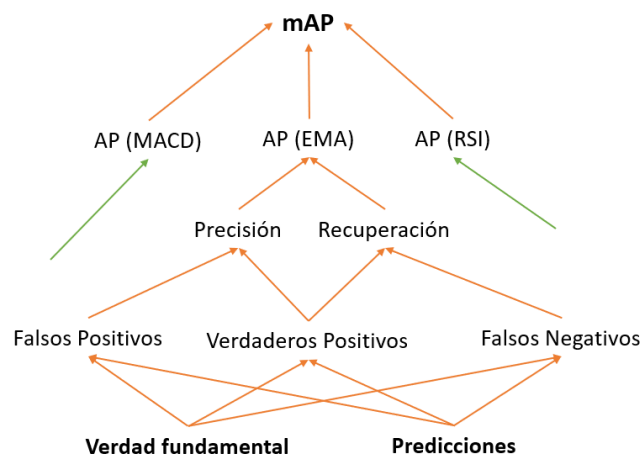 mAP
AP (MACD)
AP (EMA)
AP (RSI)
Precisión
Recuperación
Falsos Positivos
Verdaderos Positivos
Falsos Negativos
Verdad fundamental
Predicciones